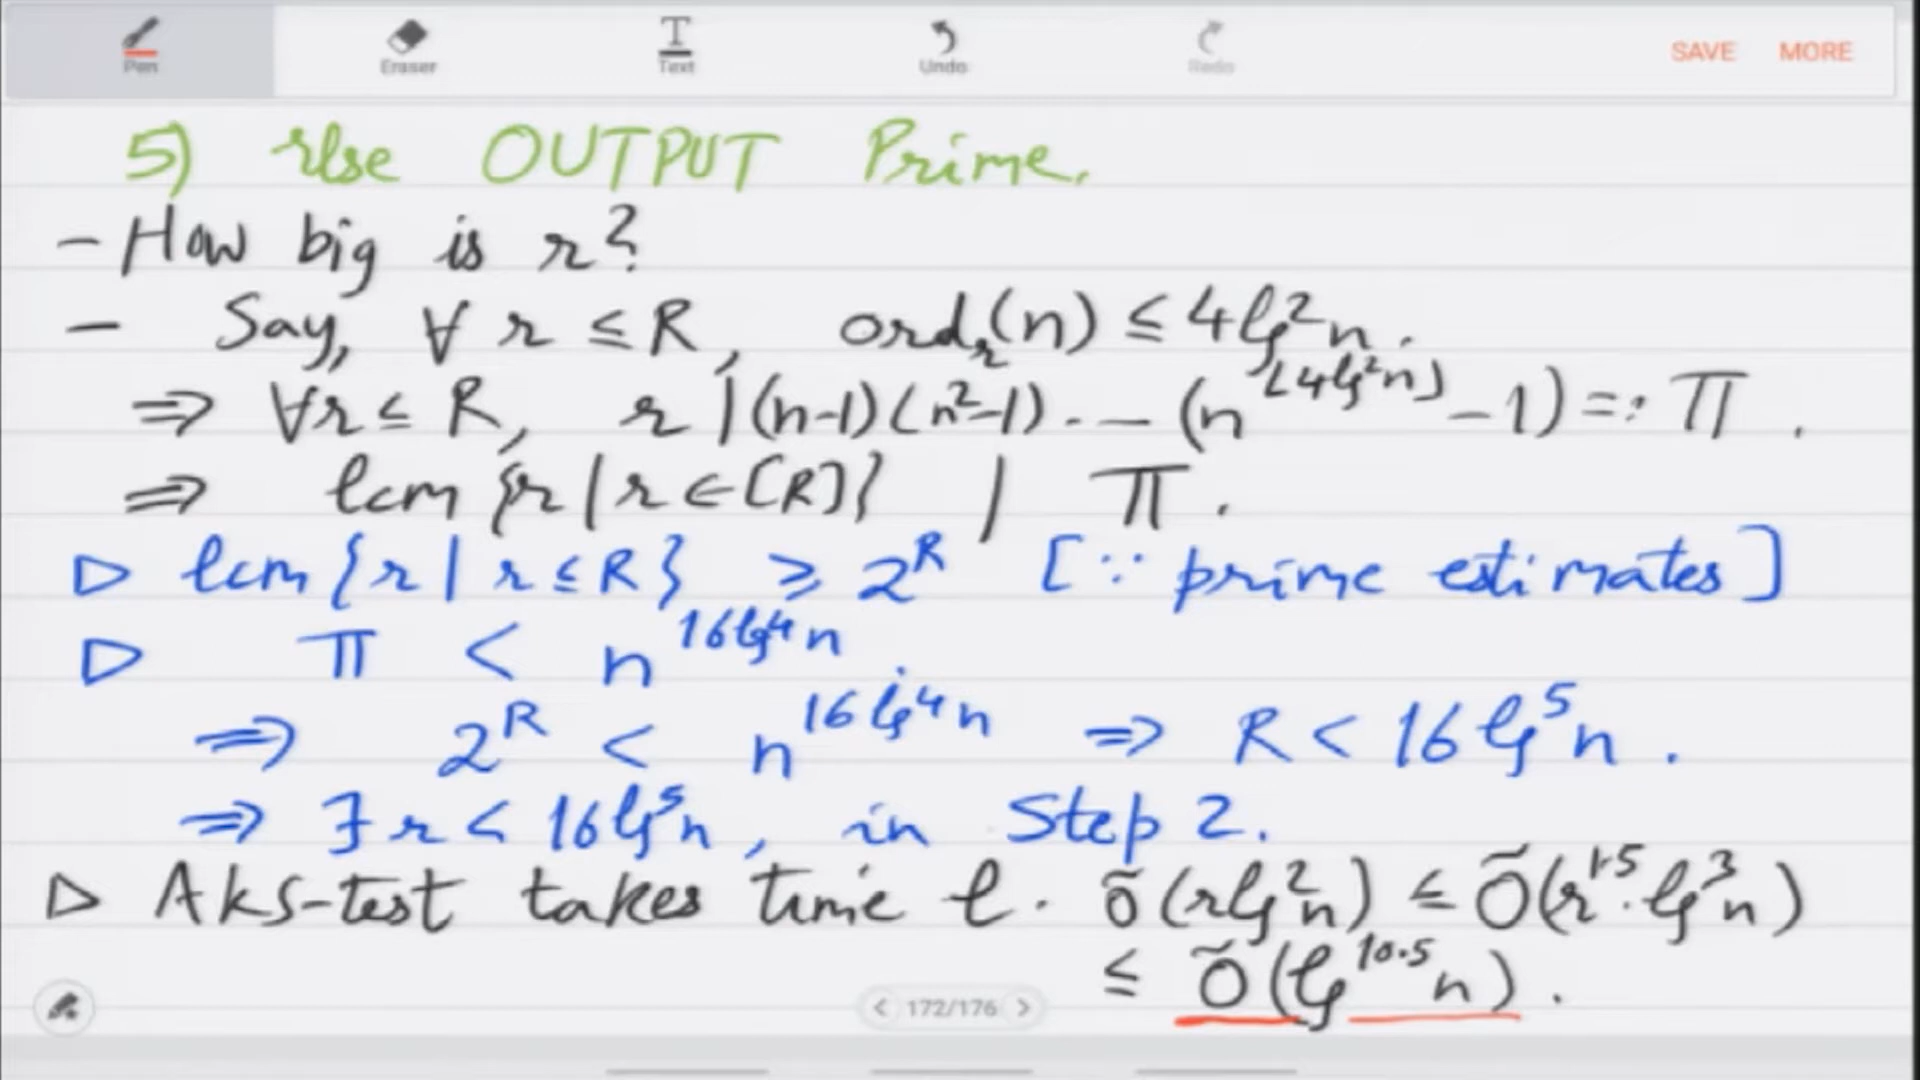 Pen Eraser Text Undo Redo SAVE MORE
5) else OUTPUT Prime.
- How big is r?
- Say, ∀ r ≤ R, ord_r(n) ≤ 4lg²n.
⇒ ∀r ≤ R, r | (n-1)(n²-1)...(n^⌊4lg²n⌋ -1) =: Π.
⇒ lcm {r | r ∈ [R]} | Π.
▷ lcm {r | r ≤ R} ≥ 2^R [∵ prime estimates]
▷ Π < n^{16lg⁴n}.
⇒ 2^R < n^{16lg⁴n} ⇒ R < 16 lg⁵n.
⇒ ∃ r < 16lg⁵n, in Step 2.
▷ AKS-test takes time ℓ. Õ(rlg²n) ≤ Õ(r^{1.5}.lg³n)
≤ Õ(lg^{10.5}n).
172/176